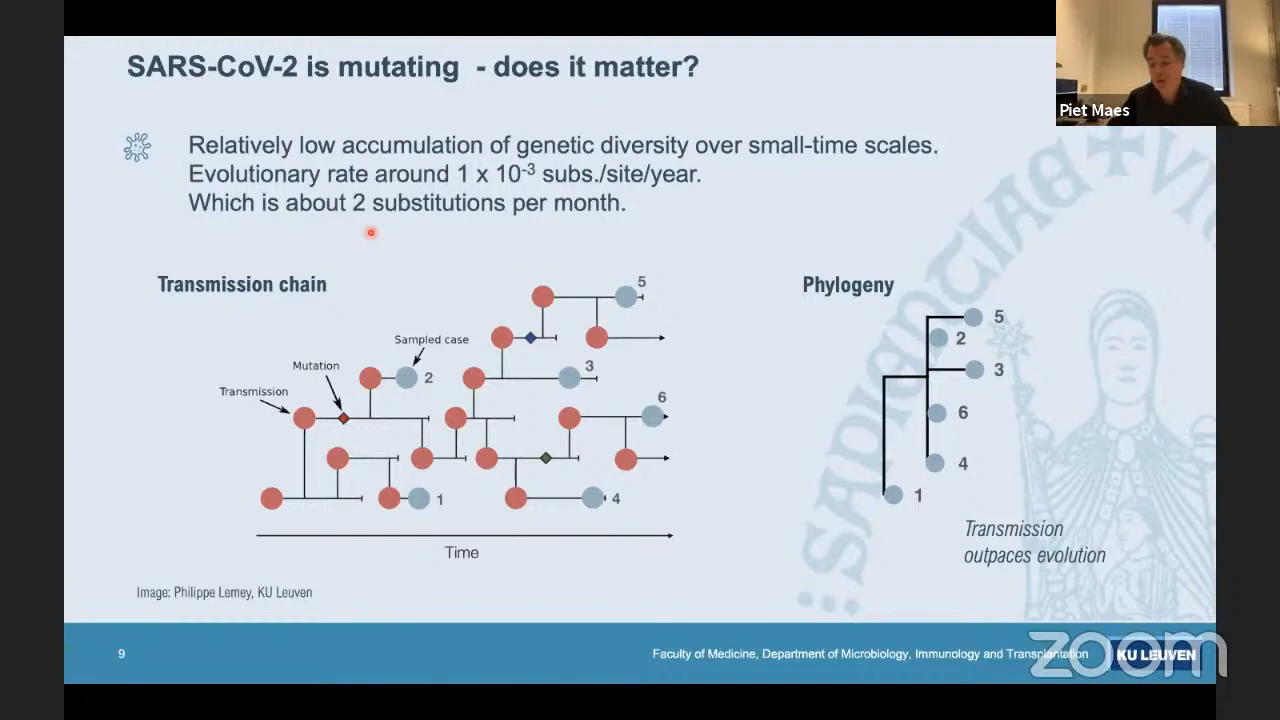 SARS-CoV-2 is mutating - does it matter?
Piet Maes
Relatively low accumulation of genetic diversity over small-time scales.
Evolutionary rate around 1 x 10⁻³ subs./site/year.
Which is about 2 substitutions per month.
Transmission chain
Phylogeny
Sampled case
Mutation
Transmission
5
2
3
6
1
4
Time
5
2
3
6
4
1
Transmission
outpaces evolution
Image: Philippe Lemey, KU Leuven
9
Faculty of Medicine, Department of Microbiology, Immunology and Transplantation
KU LEUVEN
zoom